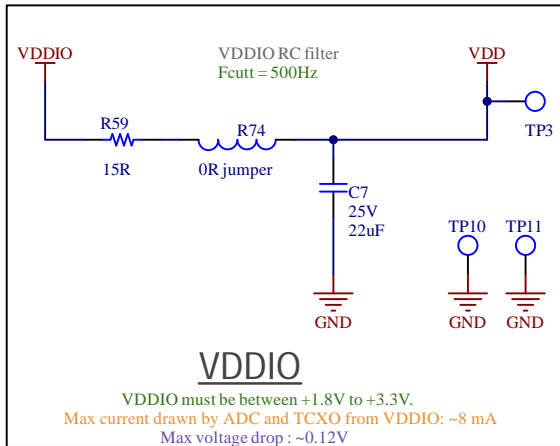 VDDIO RC filter
Fcutt = 500Hz
VDDIO
VDD
R59
R74
TP3
15R
0R jumper
C7
25V
22uF
TP10
TP11
GND
GND
GND
VDDIO
VDDIO must be between +1.8V to +3.3V.
Max current drawn by ADC and TCXO from VDDIO: ~8 mA
Max voltage drop : ~0.12V